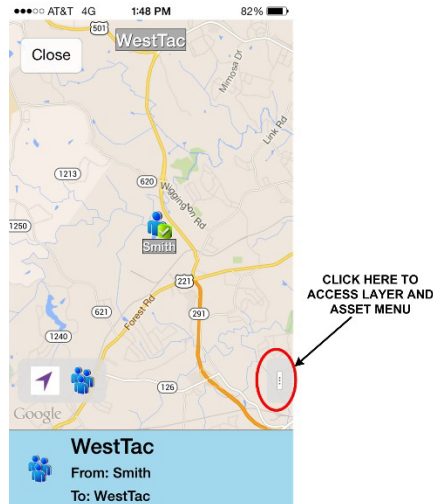 AT&T 4G 1:48 PM 82%
501
WestTac
Close
Mimosa Dr
Link Rd
1213
620
Wiggington Rd
1250
Smith
221
CLICK HERE TO
ACCESS LAYER AND
ASSET MENU
621
Forest Rd
291
1240
126
Google
WestTac
From: Smith
To: WestTac